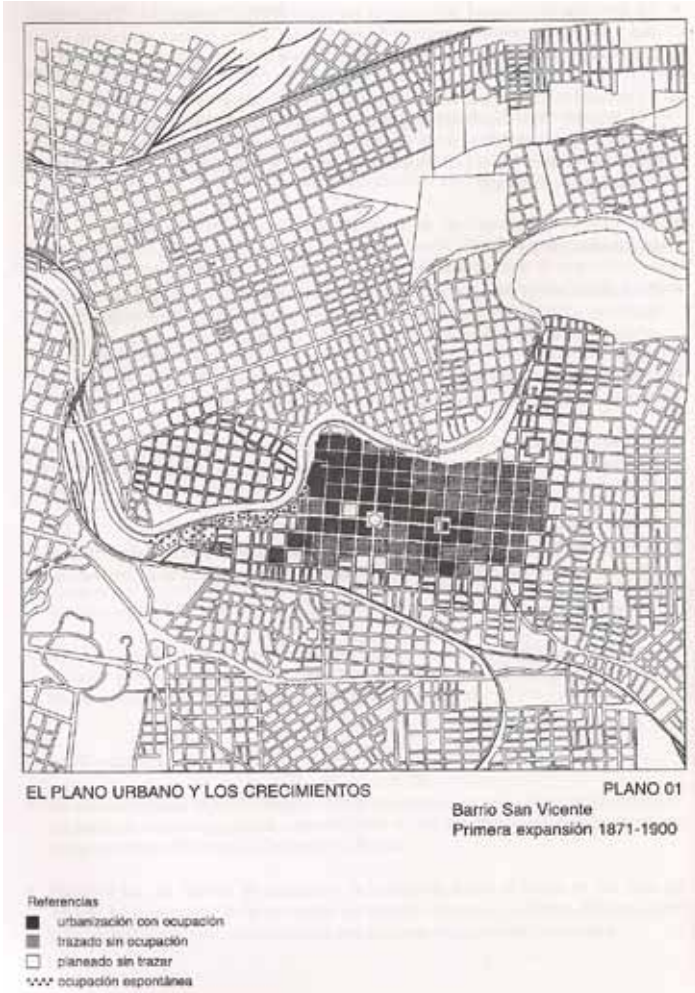 EL PLANO URBANO Y LOS CRECIMIENTOS
PLANO 01
Barrio San Vicente
Primera expansión 1871-1900
Referencias
urbanización con ocupación
trazado sin ocupación
planeado sin trazar
ocupación espontánea